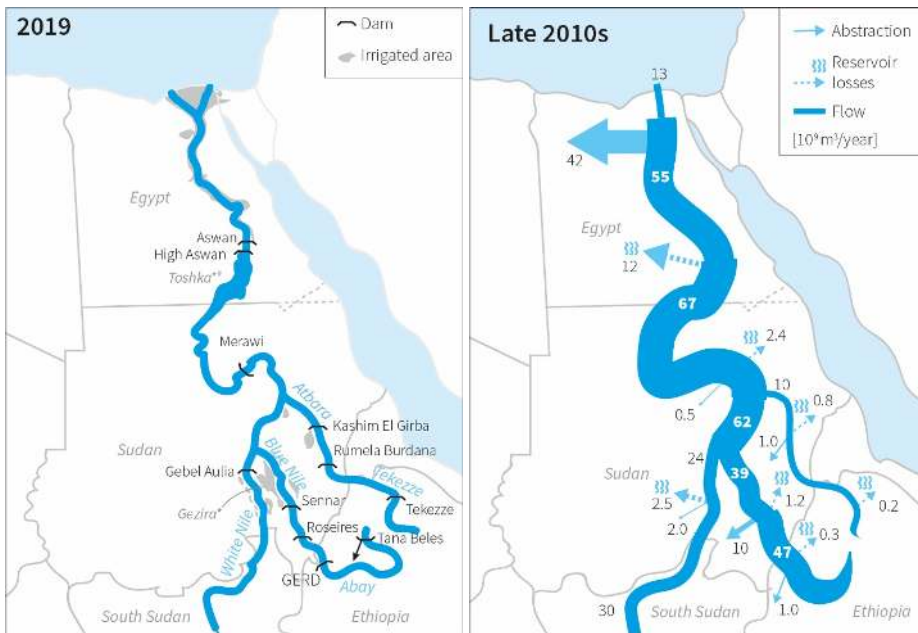 2019
Dam
Irrigated area
Egypt
Aswan
High Aswan
Toshka
Merawi
Atbara
Kashim El Girba
Rumela Burdana
Sudan
Gebel Aulia
Blue Nile
Tekezze
Gezira
Sennar
Tekezze
White Nile
Roseires
Tana Beles
GERD
Abay
South Sudan
Ethiopia
Late 2010s
Abstraction
Reservoir
losses
Flow
[10⁹m³/year]
13
42
55
Egypt
12
67
2.4
10
0.8
0.5
62
1.0
24
Sudan
39
2.5
1.2
0.2
2.0
10
0.3
47
1.0
30
South Sudan
Ethiopia